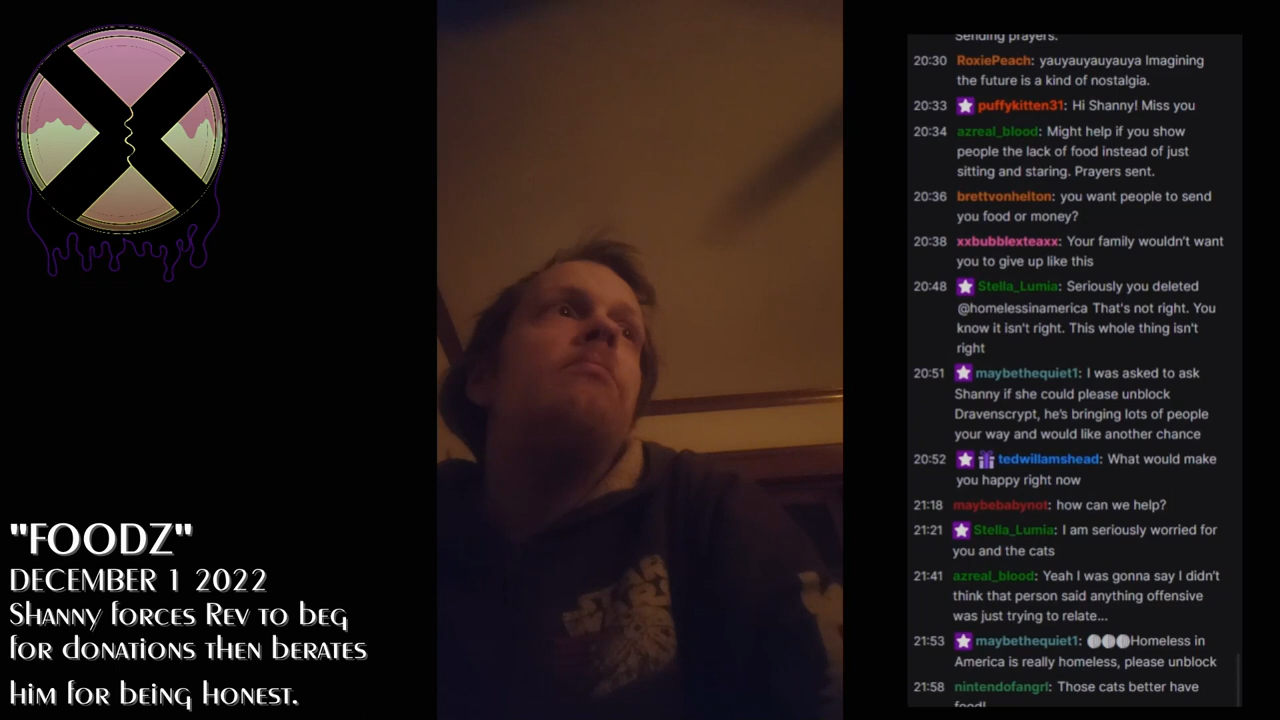 "FOODZ"
DECEMBER 1 2022
Shanny forces Rev to beg
for donations then berates
him for being honest.
Sending prayers.
20:30 RoxiePeach: yauyauyauyauya Imagining
the future is a kind of nostalgia.
20:33 puffykitten31: Hi Shanny! Miss you
20:34 azreal_blood: Might help if you show
people the lack of food instead of just
sitting and staring. Prayers sent.
20:36 brettvonhelton: you want people to send
you food or money?
20:38 xxbubblexteaxx: Your family wouldn't want
you to give up like this
20:48 Stella_Lumia: Seriously you deleted
@homelessinamerica That's not right. You
know it isn't right. This whole thing isn't
right
20:51 maybethequiet1: I was asked to ask
Shanny if she could please unblock
Dravenscrypt, he's bringing lots of people
your way and would like another chance
20:52 tedwillamshead: What would make
you happy right now
21:18 maybebabynot: how can we help?
21:21 Stella_Lumia: I am seriously worried for
you and the cats
21:41 azreal_blood: Yeah I was gonna say I didn't
think that person said anything offensive
was just trying to relate...
21:53 maybethequiet1: Homeless in
America is really homeless, please unblock
21:58 nintendofangrl: Those cats better have
food!